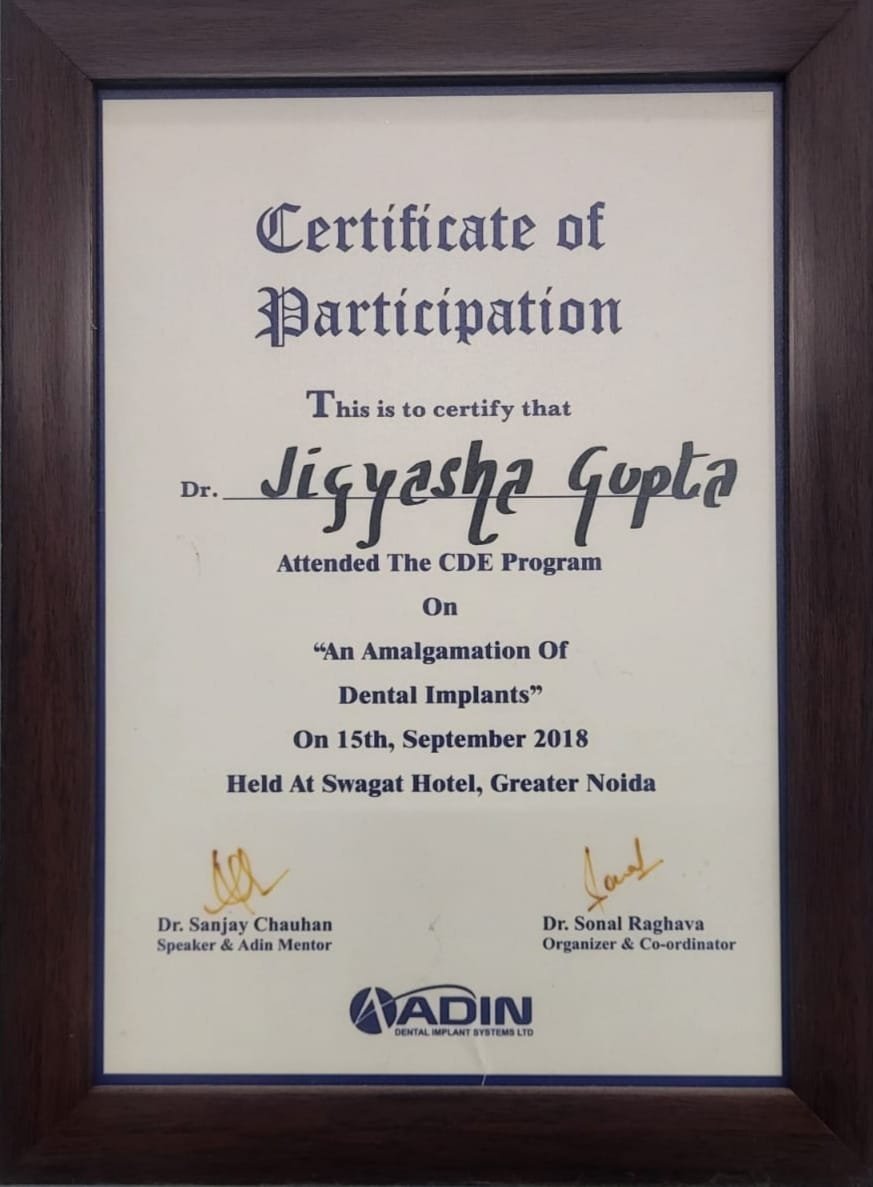 Certificate of
Participation
This is to certify that
Dr. Jigyasha Gupta
Attended The CDE Program
On
“An Amalgamation Of
Dental Implants”
On 15th, September 2018
Held At Swagat Hotel, Greater Noida
Sonal
Dr. Sanjay Chauhan
Speaker & Adin Mentor
Dr. Sonal Raghava
Organizer & Co-ordinator
ADIN
DENTAL IMPLANT SYSTEMS LTD